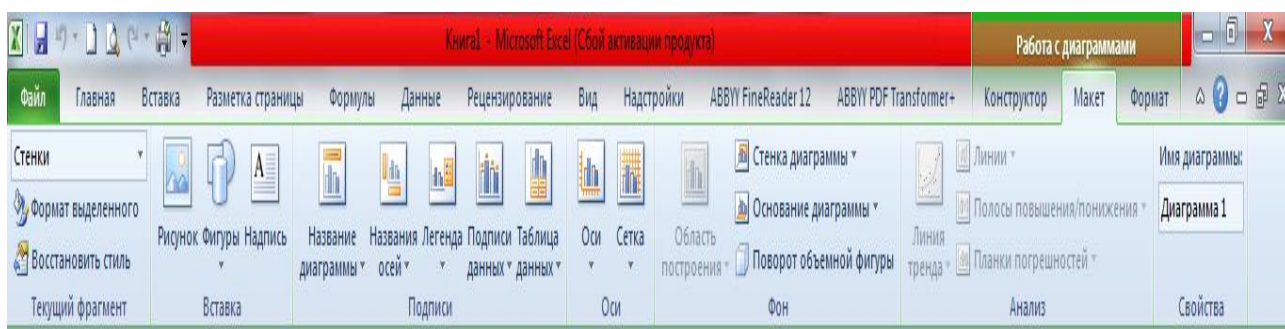 Книга1 - Microsoft Excel (Сбой активации продукта)
Работа с диаграммами
Файл Главная Вставка Разметка страницы Формулы Данные Рецензирование Вид Надстройки ABBYY FineReader 12 ABBYY PDF Transformer+ Конструктор Макет Формат
Стенки
Формат выделенного
Восстановить стиль
Текущий фрагмент
Рисунок Фигуры Надпись
Вставка
Название диаграммы
Названия осей
Легенда
Подписи данных
Таблица данных
Подписи
Оси Сетка
Оси
Область построения
Стенка диаграммы
Основание диаграммы
Поворот объемной фигуры
Фон
Линия тренда
Линии
Полосы повышения/понижения
Планки погрешностей
Анализ
Имя диаграммы:
Диаграмма 1
Свойства